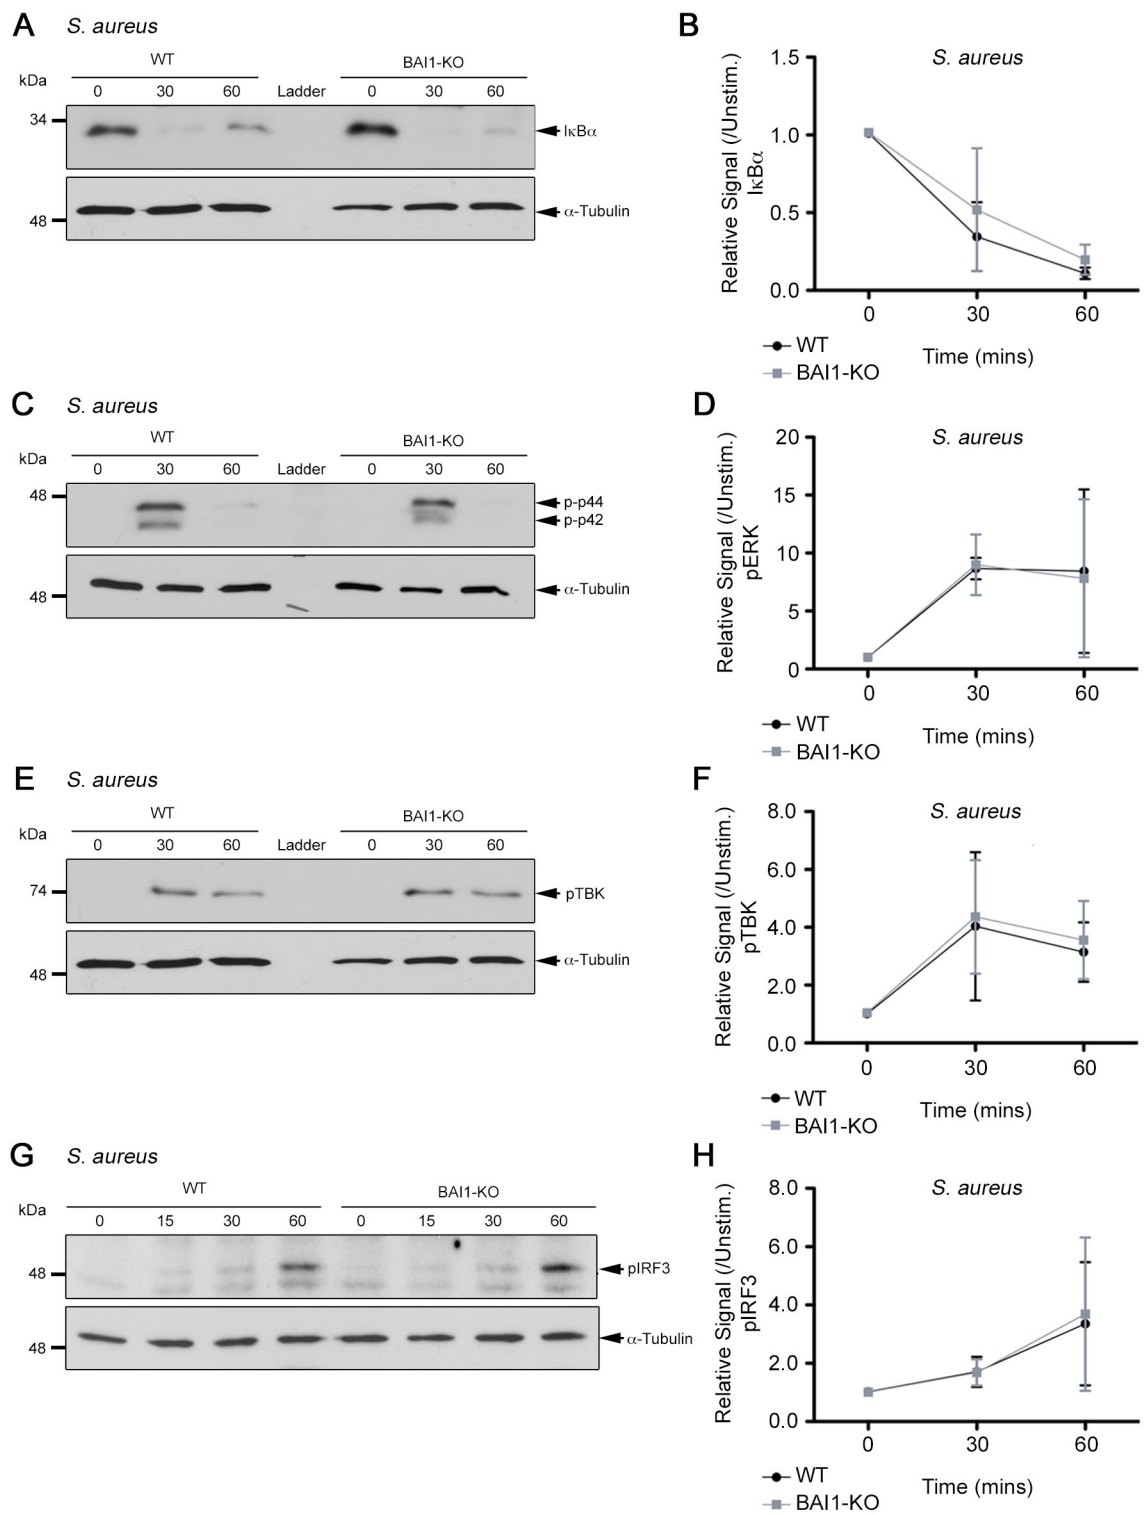 A S. aureus
WT BAI1-KO
kDa 0 30 60 Ladder 0 30 60
34
IκBα
48
α-Tubulin
B
S. aureus
Relative Signal (/Unstim.)
IκBα
1.5
1.0
0.5
0.0
0 30 60
Time (mins)
WT
BAI1-KO
C S. aureus
WT BAI1-KO
kDa 0 30 60 Ladder 0 30 60
48
p-p44
p-p42
48
α-Tubulin
D
S. aureus
Relative Signal (/Unstim.)
pERK
20
15
10
5
0
0 30 60
Time (mins)
WT
BAI1-KO
E S. aureus
WT BAI1-KO
kDa 0 30 60 Ladder 0 30 60
74
pTBK
48
α-Tubulin
F
S. aureus
Relative Signal (/Unstim.)
pTBK
8.0
6.0
4.0
2.0
0.0
0 30 60
Time (mins)
WT
BAI1-KO
G S. aureus
WT BAI1-KO
kDa 0 15 30 60 0 15 30 60
48
pIRF3
48
α-Tubulin
H
S. aureus
Relative Signal (/Unstim.)
pIRF3
8.0
6.0
4.0
2.0
0.0
0 30 60
Time (mins)
WT
BAI1-KO